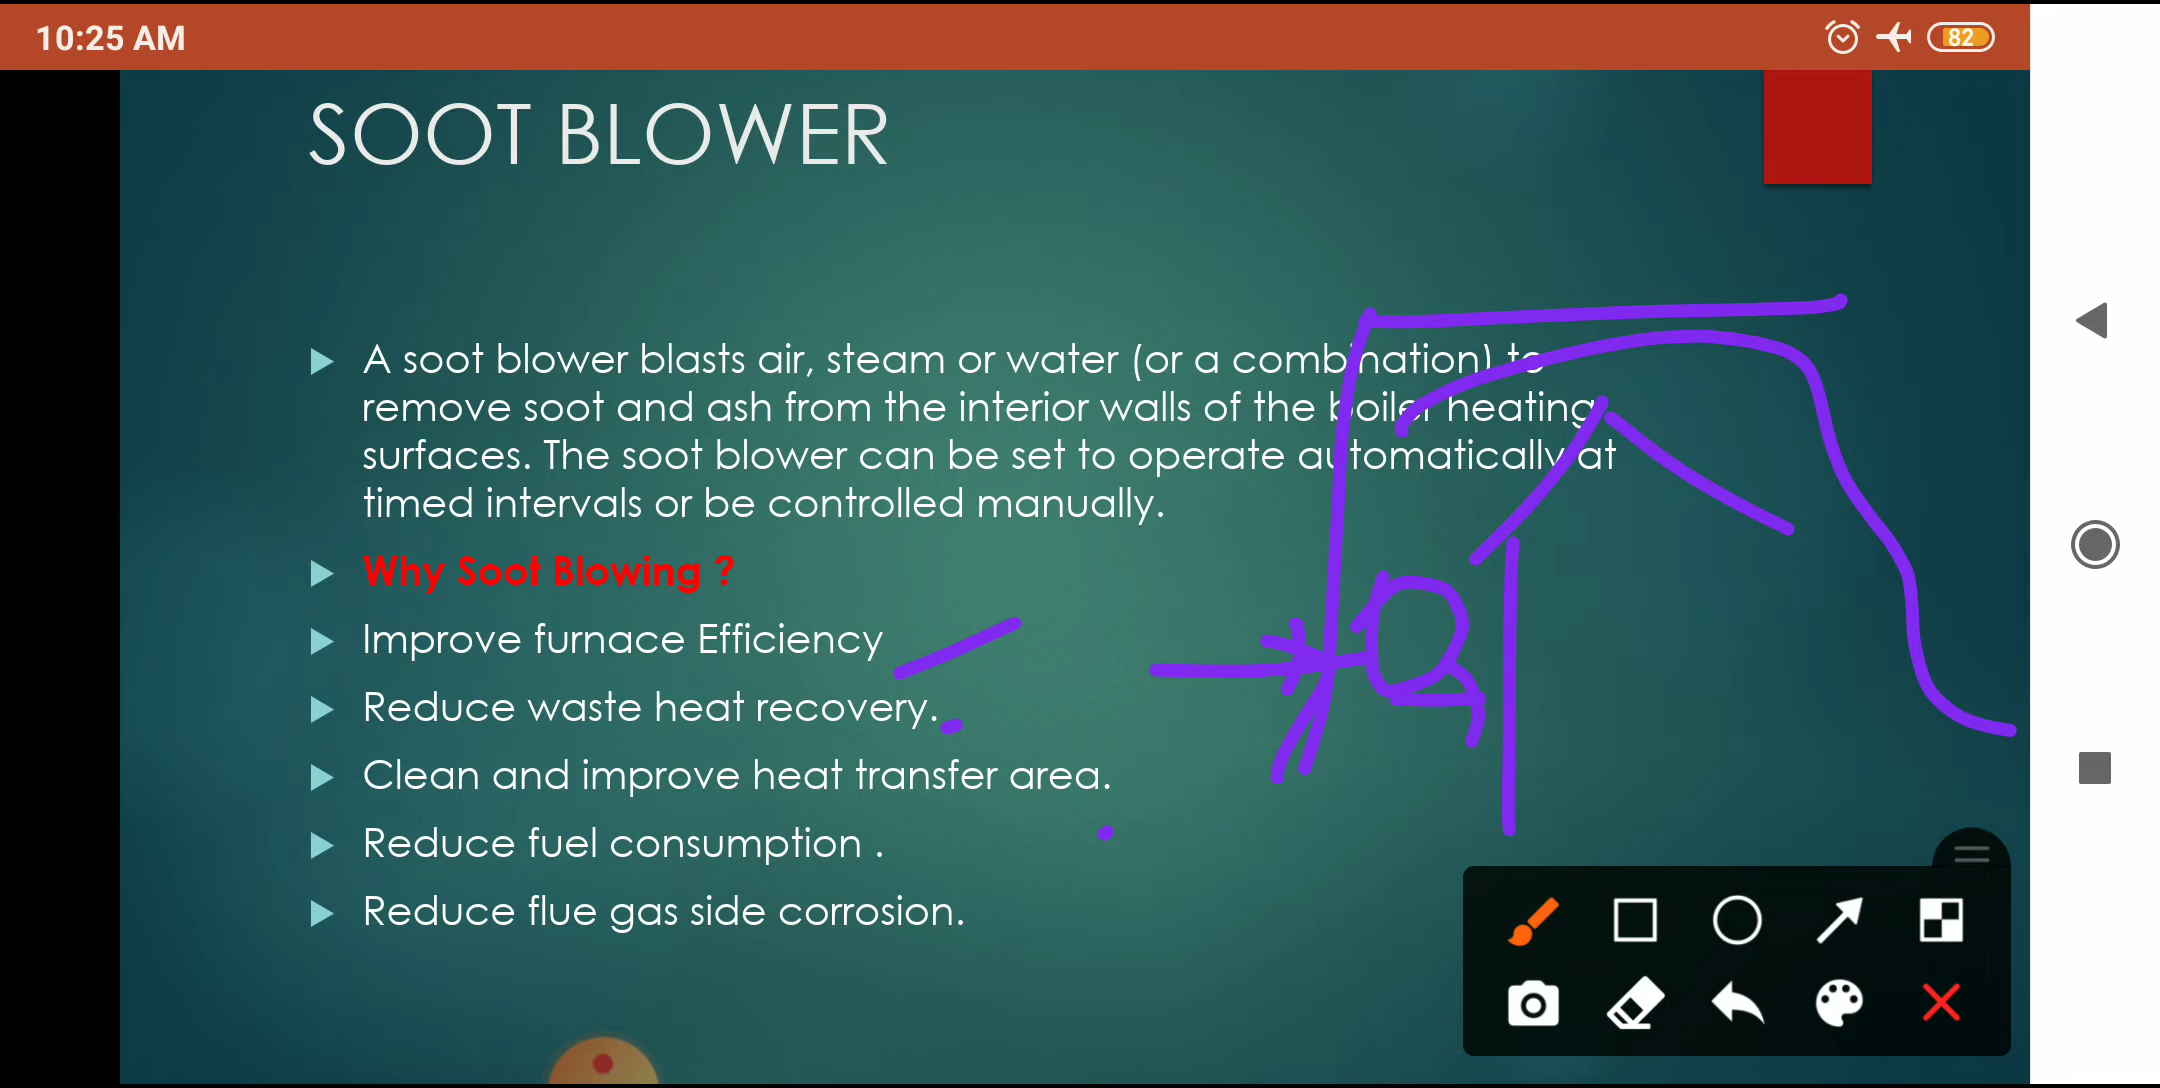 10:25 AM
82
SOOT BLOWER
A soot blower blasts air, steam or water (or a combination) to
remove soot and ash from the interior walls of the boiler heating
surfaces. The soot blower can be set to operate automatically at
timed intervals or be controlled manually.
Why Soot Blowing ?
Improve furnace Efficiency
Reduce waste heat recovery.
Clean and improve heat transfer area.
Reduce fuel consumption .
Reduce flue gas side corrosion.